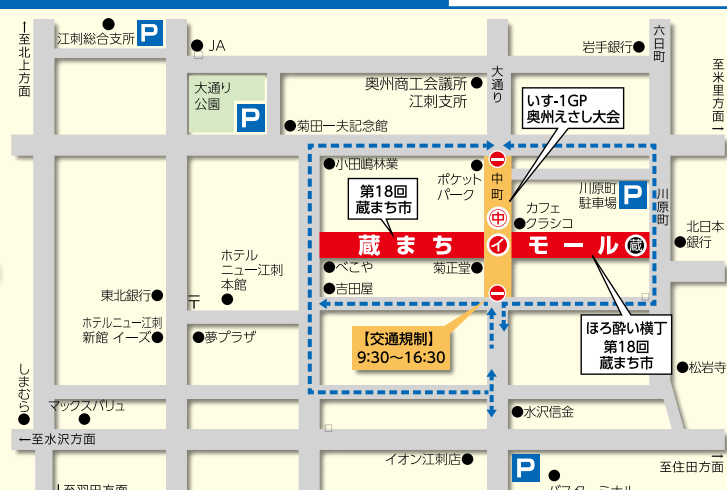 ←至北上方面
江刺総合支所
P
JA
大通り
公園
P
菊田一夫記念館
奥州商工会議所
江刺支所
大通り
岩手銀行
六日町
至米里方面→
いす-1GP
奥州えさし大会
小田嶋林業
ポケット
パーク
中町
川原町
駐車場
P
川原町
第18回
蔵まち市
中
カフェ
クラシコ
北日本
銀行
蔵まち
イ
モール
蔵
ホテル
ニュー江刺
本館
べこや
菊正堂
吉田屋
東北銀行
〒
ホテルニュー江刺
新館 イーズ
夢プラザ
【交通規制】
9:30～16:30
ほろ酔い横丁
第18回
蔵まち市
松岩寺
しまむら
マックスバリュ
水沢信金
←至水沢方面
イオン江刺店
P
至住田方面→